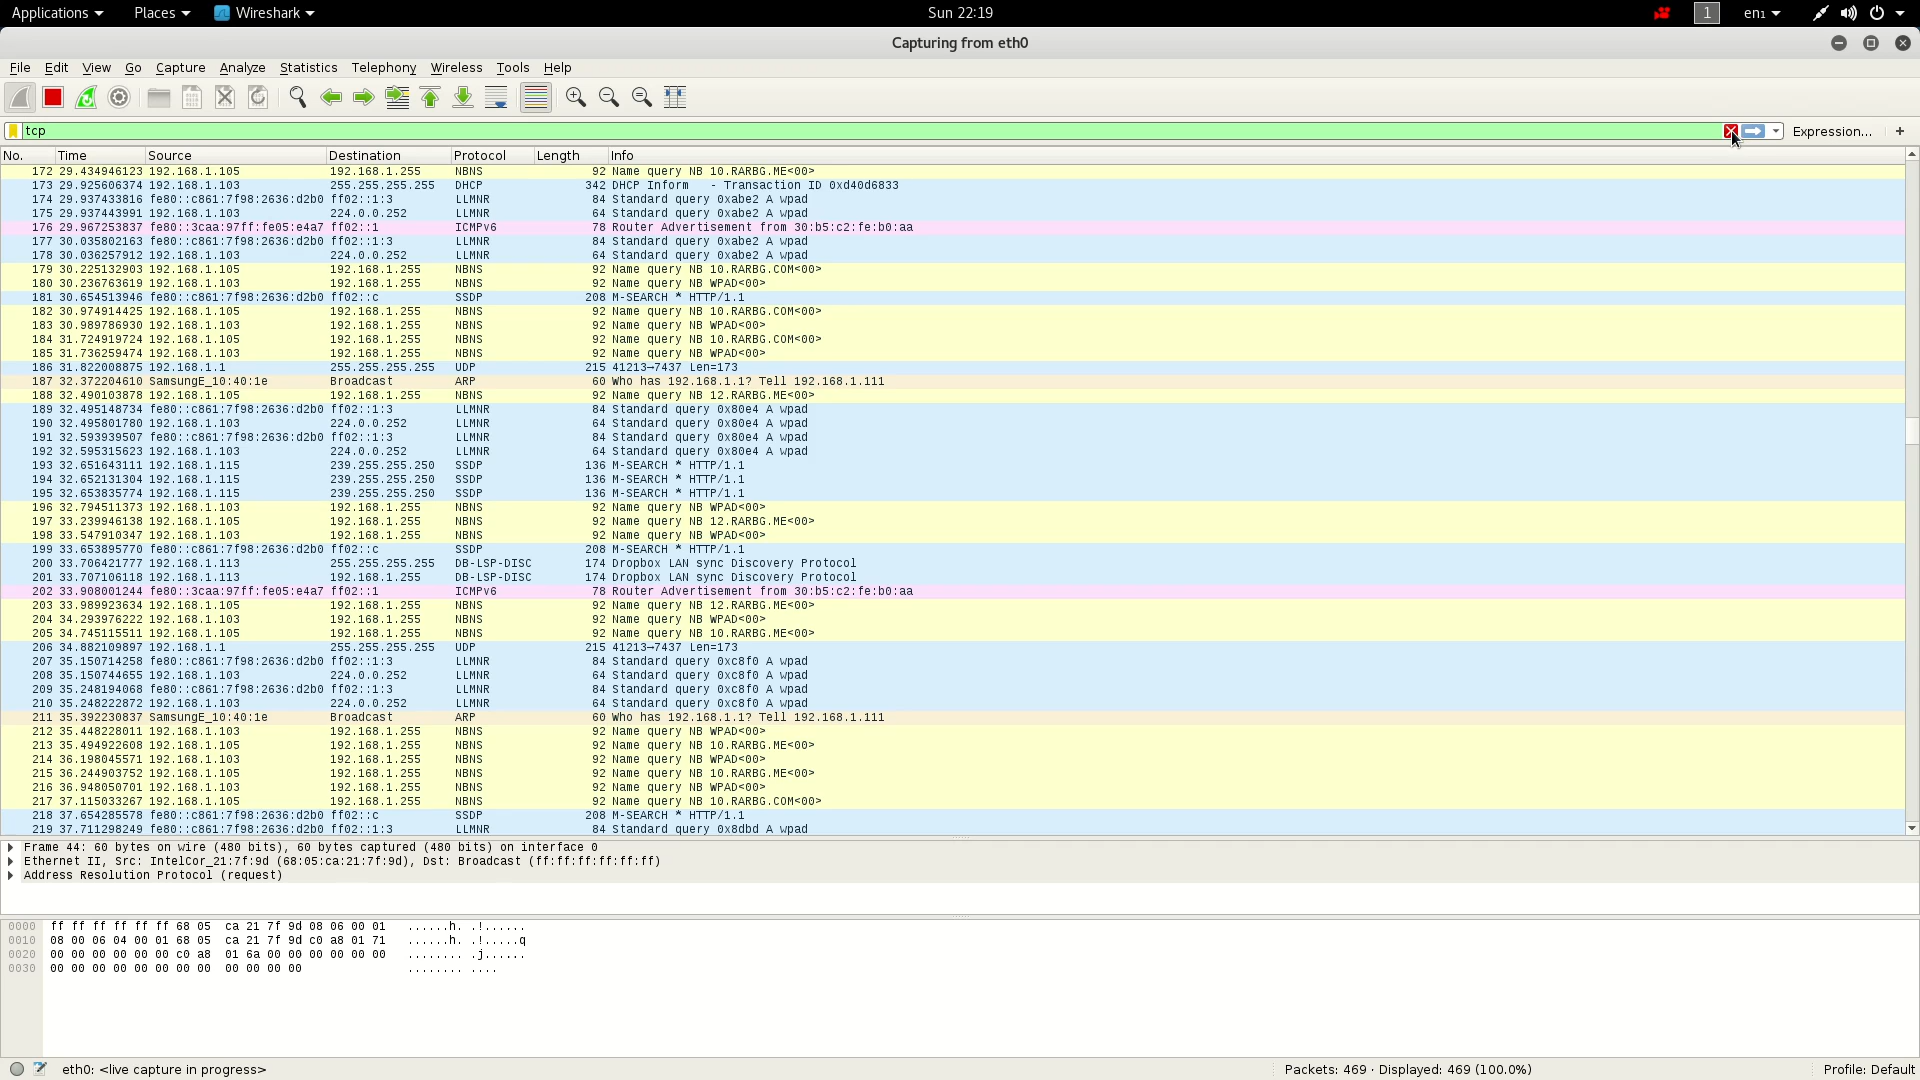 Applications Places Wireshark Sun 22:19 1 en₁
Capturing from eth0
File Edit View Go Capture Analyze Statistics Telephony Wireless Tools Help
tcp Expression... +
No. Time Source Destination Protocol Length Info
172 29.434946123 192.168.1.105 192.168.1.255 NBNS 92 Name query NB 10.RARBG.ME<00>
173 29.925606374 192.168.1.103 255.255.255.255 DHCP 342 DHCP Inform - Transaction ID 0xd40d6833
174 29.937433816 fe80::c861:7f98:2636:d2b0 ff02::1:3 LLMNR 84 Standard query 0xabe2 A wpad
175 29.937443991 192.168.1.103 224.0.0.252 LLMNR 64 Standard query 0xabe2 A wpad
176 29.967253837 fe80::3caa:97ff:fe05:e4a7 ff02::1 ICMPv6 78 Router Advertisement from 30:b5:c2:fe:b0:aa
177 30.035802163 fe80::c861:7f98:2636:d2b0 ff02::1:3 LLMNR 84 Standard query 0xabe2 A wpad
178 30.036257912 192.168.1.103 224.0.0.252 LLMNR 64 Standard query 0xabe2 A wpad
179 30.225132903 192.168.1.105 192.168.1.255 NBNS 92 Name query NB 10.RARBG.COM<00>
180 30.236763619 192.168.1.103 192.168.1.255 NBNS 92 Name query NB WPAD<00>
181 30.654513946 fe80::c861:7f98:2636:d2b0 ff02::c SSDP 208 M-SEARCH * HTTP/1.1
182 30.974914425 192.168.1.105 192.168.1.255 NBNS 92 Name query NB 10.RARBG.COM<00>
183 30.989786930 192.168.1.103 192.168.1.255 NBNS 92 Name query NB WPAD<00>
184 31.724919724 192.168.1.105 192.168.1.255 NBNS 92 Name query NB 10.RARBG.COM<00>
185 31.736259474 192.168.1.103 192.168.1.255 NBNS 92 Name query NB WPAD<00>
186 31.822008875 192.168.1.1 255.255.255.255 UDP 215 41213→7437 Len=173
187 32.372204610 SamsungE_10:40:1e Broadcast ARP 60 Who has 192.168.1.1? Tell 192.168.1.111
188 32.490103878 192.168.1.105 192.168.1.255 NBNS 92 Name query NB 12.RARBG.ME<00>
189 32.495148734 fe80::c861:7f98:2636:d2b0 ff02::1:3 LLMNR 84 Standard query 0x80e4 A wpad
190 32.495801780 192.168.1.103 224.0.0.252 LLMNR 64 Standard query 0x80e4 A wpad
191 32.593939507 fe80::c861:7f98:2636:d2b0 ff02::1:3 LLMNR 84 Standard query 0x80e4 A wpad
192 32.595315623 192.168.1.103 224.0.0.252 LLMNR 64 Standard query 0x80e4 A wpad
193 32.651643111 192.168.1.115 239.255.255.250 SSDP 136 M-SEARCH * HTTP/1.1
194 32.652131304 192.168.1.115 239.255.255.250 SSDP 136 M-SEARCH * HTTP/1.1
195 32.653835774 192.168.1.115 239.255.255.250 SSDP 136 M-SEARCH * HTTP/1.1
196 32.794511373 192.168.1.103 192.168.1.255 NBNS 92 Name query NB WPAD<00>
197 33.239946138 192.168.1.105 192.168.1.255 NBNS 92 Name query NB 12.RARBG.ME<00>
198 33.547910347 192.168.1.103 192.168.1.255 NBNS 92 Name query NB WPAD<00>
199 33.653895770 fe80::c861:7f98:2636:d2b0 ff02::c SSDP 208 M-SEARCH * HTTP/1.1
200 33.706421777 192.168.1.113 255.255.255.255 DB-LSP-DISC 174 Dropbox LAN sync Discovery Protocol
201 33.707106118 192.168.1.113 192.168.1.255 DB-LSP-DISC 174 Dropbox LAN sync Discovery Protocol
202 33.908001244 fe80::3caa:97ff:fe05:e4a7 ff02::1 ICMPv6 78 Router Advertisement from 30:b5:c2:fe:b0:aa
203 33.989923634 192.168.1.105 192.168.1.255 NBNS 92 Name query NB 12.RARBG.ME<00>
204 34.293976222 192.168.1.103 192.168.1.255 NBNS 92 Name query NB WPAD<00>
205 34.745115511 192.168.1.105 192.168.1.255 NBNS 92 Name query NB 10.RARBG.ME<00>
206 34.882109897 192.168.1.1 255.255.255.255 UDP 215 41213→7437 Len=173
207 35.150714258 fe80::c861:7f98:2636:d2b0 ff02::1:3 LLMNR 84 Standard query 0xc8f0 A wpad
208 35.150744655 192.168.1.103 224.0.0.252 LLMNR 64 Standard query 0xc8f0 A wpad
209 35.248194068 fe80::c861:7f98:2636:d2b0 ff02::1:3 LLMNR 84 Standard query 0xc8f0 A wpad
210 35.248222872 192.168.1.103 224.0.0.252 LLMNR 64 Standard query 0xc8f0 A wpad
211 35.392230837 SamsungE_10:40:1e Broadcast ARP 60 Who has 192.168.1.1? Tell 192.168.1.111
212 35.448228011 192.168.1.103 192.168.1.255 NBNS 92 Name query NB WPAD<00>
213 35.494922608 192.168.1.105 192.168.1.255 NBNS 92 Name query NB 10.RARBG.ME<00>
214 36.198045571 192.168.1.103 192.168.1.255 NBNS 92 Name query NB WPAD<00>
215 36.244903752 192.168.1.105 192.168.1.255 NBNS 92 Name query NB 10.RARBG.ME<00>
216 36.948050701 192.168.1.103 192.168.1.255 NBNS 92 Name query NB WPAD<00>
217 37.115033267 192.168.1.105 192.168.1.255 NBNS 92 Name query NB 10.RARBG.COM<00>
218 37.654285578 fe80::c861:7f98:2636:d2b0 ff02::c SSDP 208 M-SEARCH * HTTP/1.1
219 37.711298249 fe80::c861:7f98:2636:d2b0 ff02::1:3 LLMNR 84 Standard query 0x8dbd A wpad
Frame 44: 60 bytes on wire (480 bits), 60 bytes captured (480 bits) on interface 0
Ethernet II, Src: IntelCor_21:7f:9d (68:05:ca:21:7f:9d), Dst: Broadcast (ff:ff:ff:ff:ff:ff)
Address Resolution Protocol (request)
0000 ff ff ff ff ff ff 68 05 ca 21 7f 9d 08 06 00 01 ......h. .!......
0010 08 00 06 04 00 01 68 05 ca 21 7f 9d c0 a8 01 71 ......h. .!.....q
0020 00 00 00 00 00 00 c0 a8 01 6a 00 00 00 00 00 00 ........ .j......
0030 00 00 00 00 00 00 00 00 00 00 00 00 ........ ....
eth0: <live capture in progress> Packets: 469 · Displayed: 469 (100.0%) Profile: Default